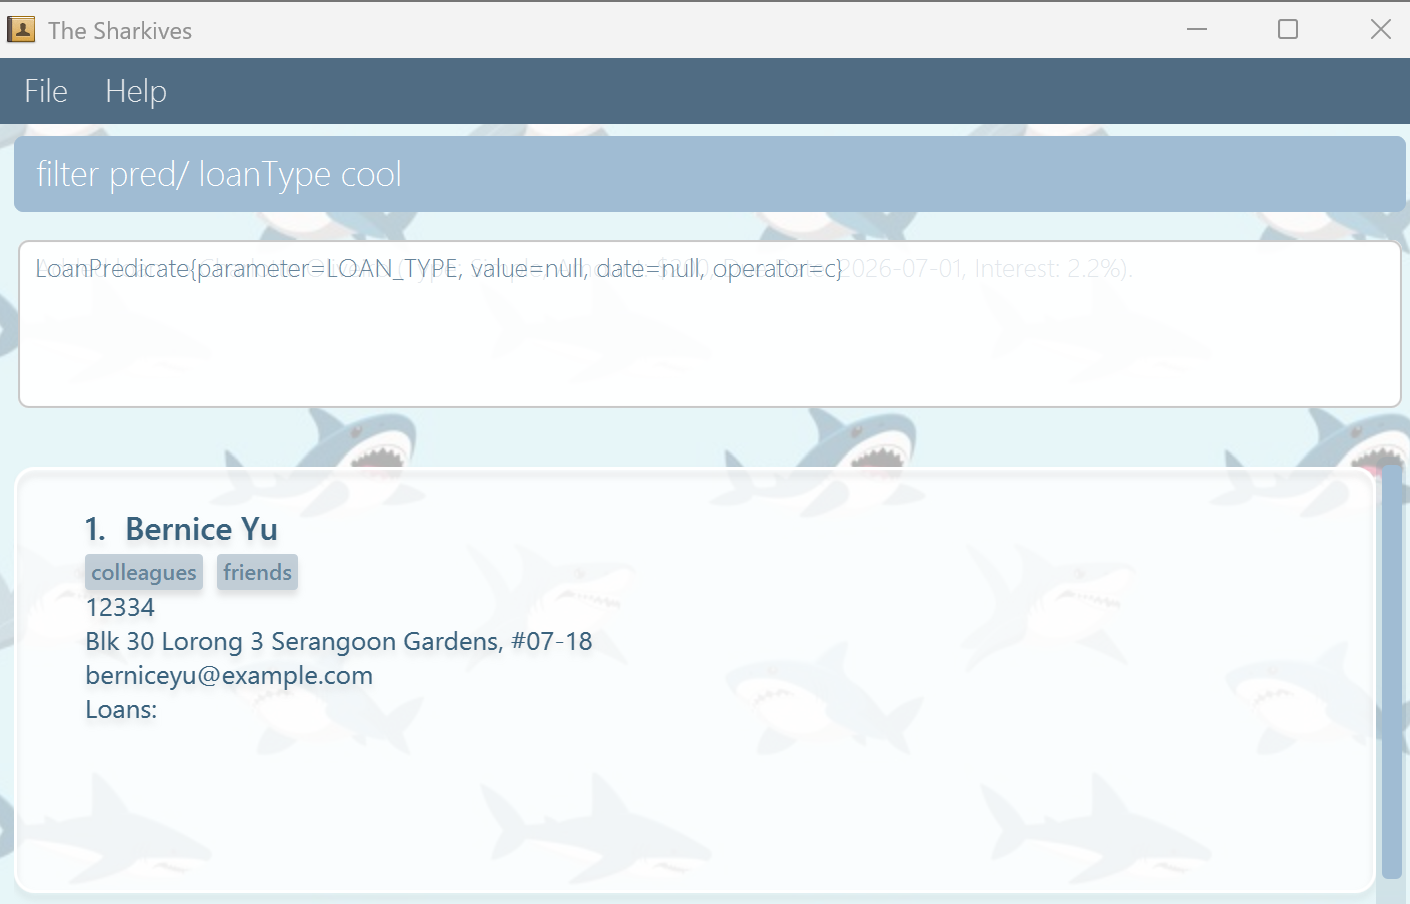 The Sharkives
File Help
filter pred/ loanType cool
LoanPredicate{parameter=LOAN_TYPE, value=null, date=null, operator=c}
2026-07-01, Interest: 2.2%).
1. Bernice Yu
colleagues friends
12334
Blk 30 Lorong 3 Serangoon Gardens, #07-18
berniceyu@example.com
Loans: